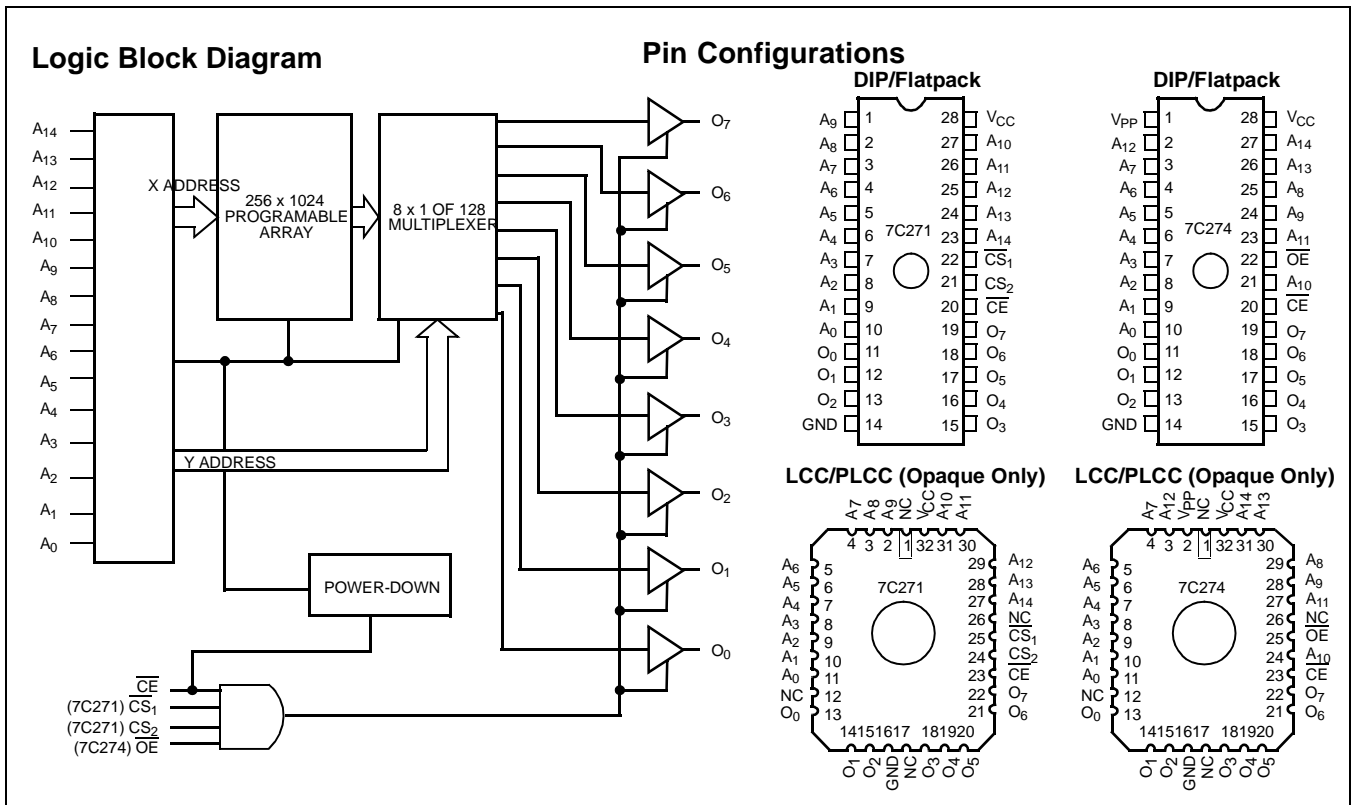 Logic Block Diagram
A14
A13
A12
A11
A10
A9
A8
A7
A6
A5
A4
A3
A2
A1
A0
X ADDRESS
256 x 1024
PROGRAMABLE
ARRAY
8 x 1 OF 128
MULTIPLEXER
Y ADDRESS
POWER-DOWN
CE
(7C271) CS1
(7C271) CS2
(7C274) OE
O7
O6
O5
O4
O3
O2
O1
O0
Pin Configurations
DIP/Flatpack
7C271
A9 1 28 VCC
A8 2 27 A10
A7 3 26 A11
A6 4 25 A12
A5 5 24 A13
A4 6 23 A14
A3 7 22 CS1
A2 8 21 CS2
A1 9 20 CE
A0 10 19 O7
O0 11 18 O6
O1 12 17 O5
O2 13 16 O4
GND 14 15 O3
DIP/Flatpack
7C274
VPP 1 28 VCC
A12 2 27 A14
A7 3 26 A13
A6 4 25 A8
A5 5 24 A9
A4 6 23 A11
A3 7 22 OE
A2 8 21 A10
A1 9 20 CE
A0 10 19 O7
O0 11 18 O6
O1 12 17 O5
O2 13 16 O4
GND 14 15 O3
LCC/PLCC (Opaque Only)
A7 A8 A9 NC VCC A10 A11
4 3 2 1 32 31 30
7C271
A6 5 29 A12
A5 6 28 A13
A4 7 27 A14
A3 8 26 NC
A2 9 25 CS1
A1 10 24 CS2
A0 11 23 CE
NC 12 22 O7
O0 13 21 O6
14 15 16 17 18 19 20
O1 O2 GND NC O3 O4 O5
LCC/PLCC (Opaque Only)
A7 A12 VPP NC VCC A14 A13
4 3 2 1 32 31 30
7C274
A6 5 29 A8
A5 6 28 A9
A4 7 27 A11
A3 8 26 NC
A2 9 25 OE
A1 10 24 A10
A0 11 23 CE
NC 12 22 O7
O0 13 21 O6
14 15 16 17 18 19 20
O1 O2 GND NC O3 O4 O5